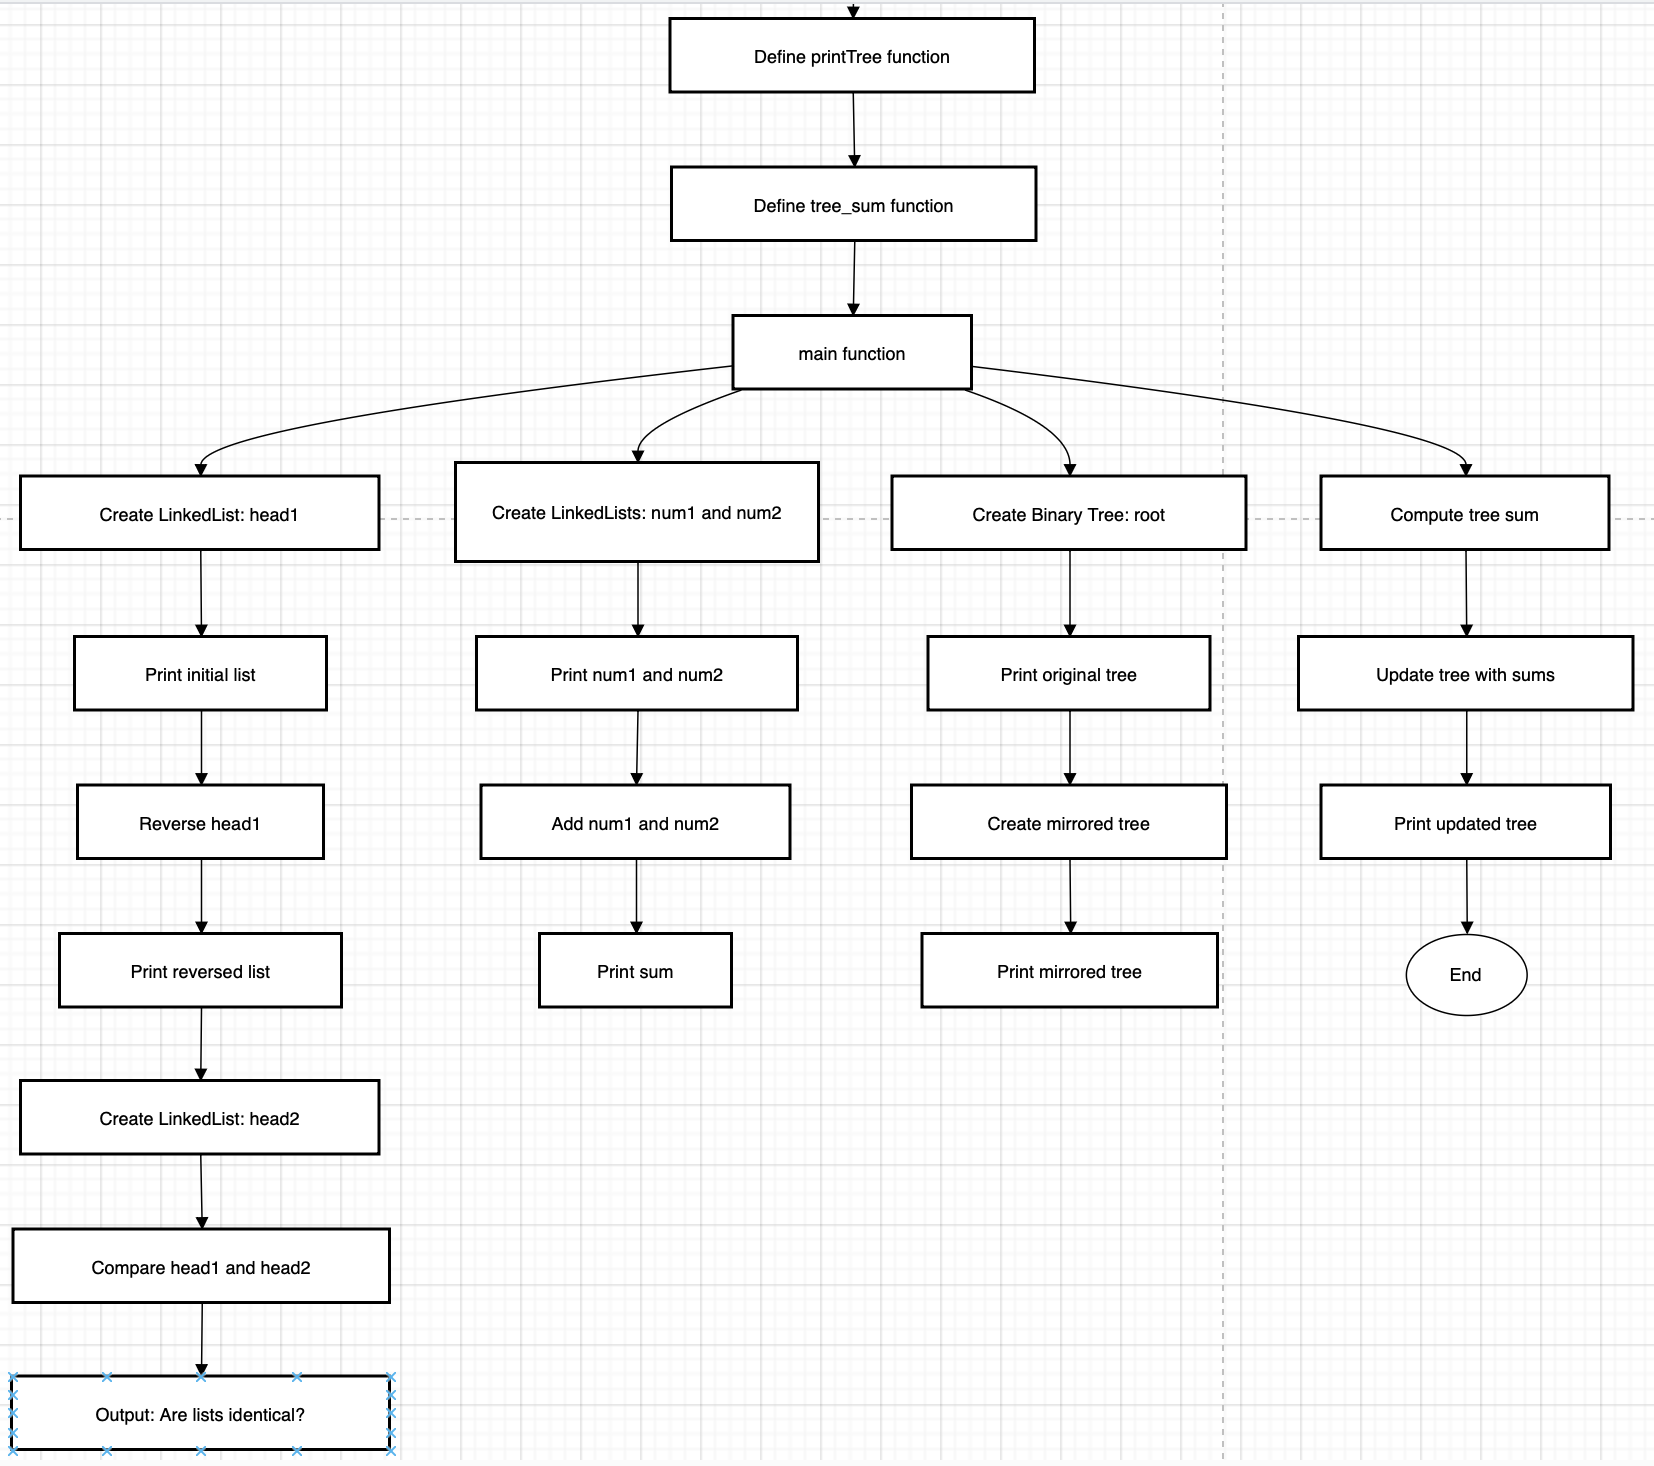 Define printTree function
Define tree_sum function
main function
Create LinkedList: head1
Create LinkedLists: num1 and num2
Create Binary Tree: root
Compute tree sum
Print initial list
Print num1 and num2
Print original tree
Update tree with sums
Reverse head1
Add num1 and num2
Create mirrored tree
Print updated tree
Print reversed list
Print sum
Print mirrored tree
End
Create LinkedList: head2
Compare head1 and head2
Output: Are lists identical?